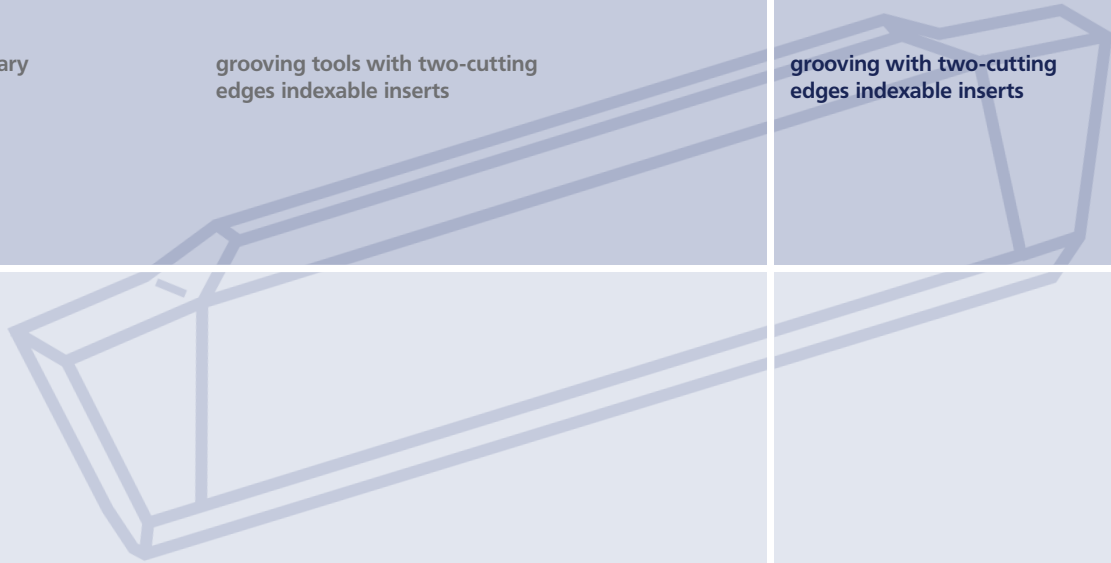 ary
grooving tools with two-cutting
edges indexable inserts
grooving with two-cutting
edges indexable inserts